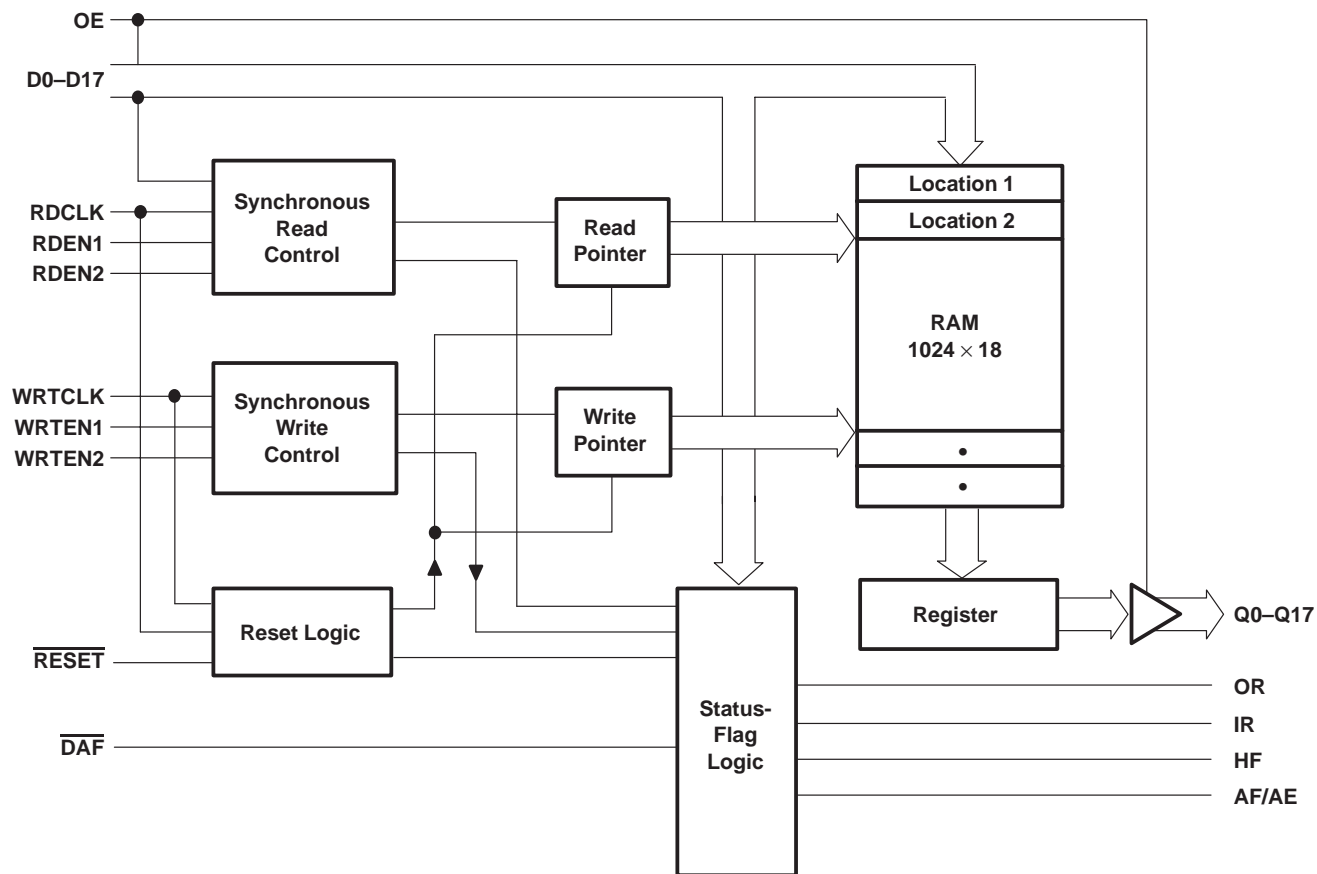 OE
D0–D17
RDCLK
RDEN1
RDEN2
Synchronous
Read
Control
Read
Pointer
Location 1
Location 2
RAM
1024 × 18
WRTCLK
WRTEN1
WRTEN2
Synchronous
Write
Control
Write
Pointer
Reset Logic
RESET
DAF
Status-
Flag
Logic
Register
Q0–Q17
OR
IR
HF
AF/AE